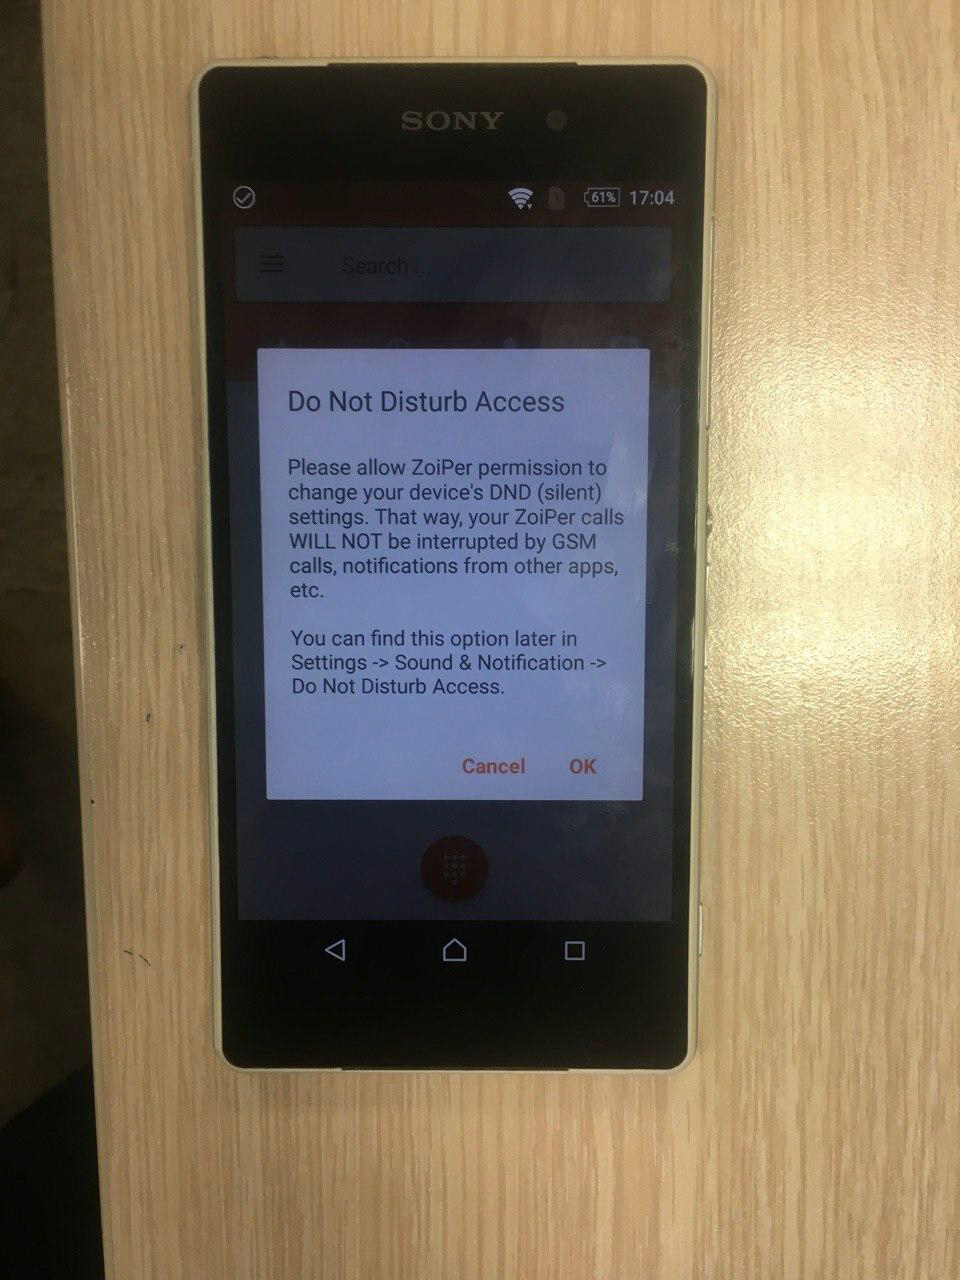 SONY
61% 17:04
Search ...
Do Not Disturb Access
Please allow ZoiPer permission to
change your device's DND (silent)
settings. That way, your ZoiPer calls
WILL NOT be interrupted by GSM
calls, notifications from other apps,
etc.
You can find this option later in
Settings -> Sound & Notification ->
Do Not Disturb Access.
Cancel OK